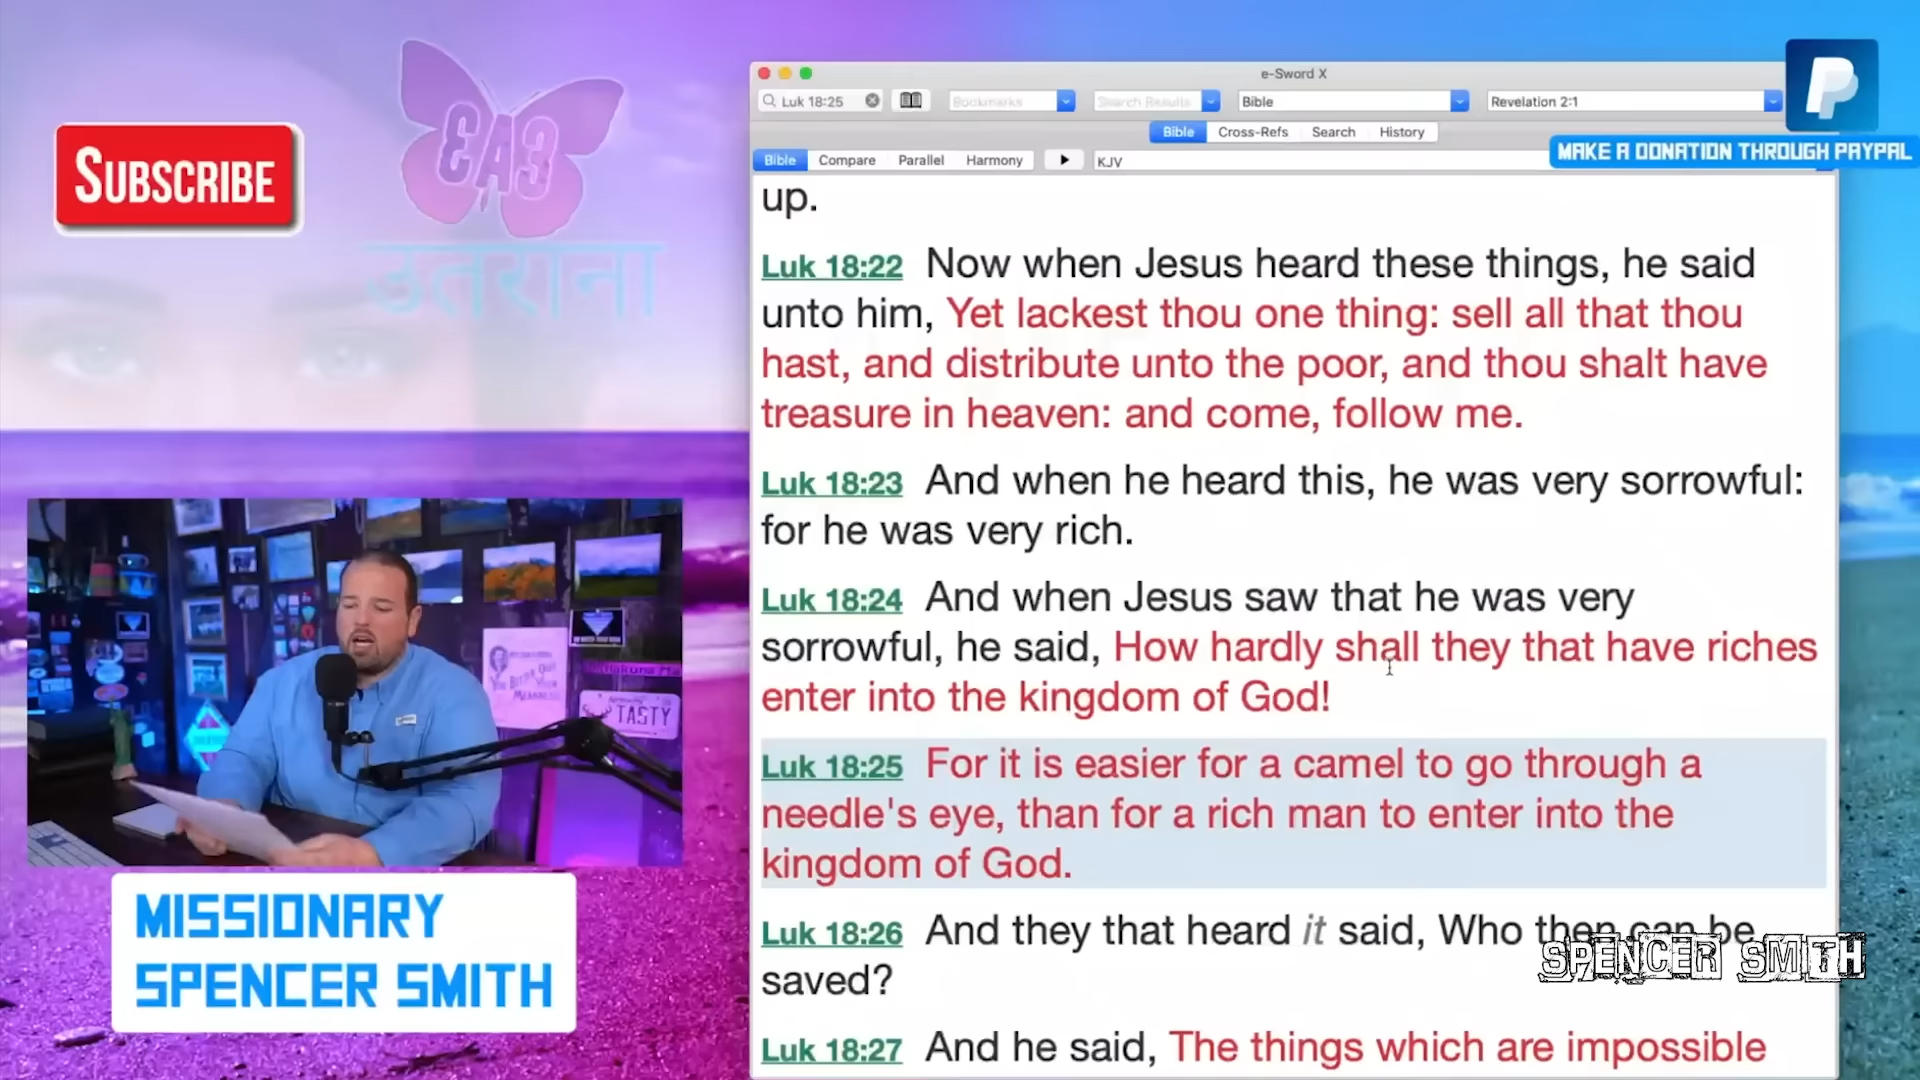 SUBSCRIBE
ЄAЗ
उतराना
TASTY
MISSIONARY
SPENCER SMITH
e-Sword X
Luk 18:25
Bookmarks
Search Results
Bible
Revelation 2:1
Bible Cross-Refs Search History
Bible Compare Parallel Harmony
KJV
MAKE A DONATION THROUGH PAYPAL
up.
Luk 18:22 Now when Jesus heard these things, he said
unto him, Yet lackest thou one thing: sell all that thou
hast, and distribute unto the poor, and thou shalt have
treasure in heaven: and come, follow me.
Luk 18:23 And when he heard this, he was very sorrowful:
for he was very rich.
Luk 18:24 And when Jesus saw that he was very
sorrowful, he said, How hardly shall they that have riches
enter into the kingdom of God!
Luk 18:25 For it is easier for a camel to go through a
needle's eye, than for a rich man to enter into the
kingdom of God.
Luk 18:26 And they that heard it said, Who then can be
saved?
Luk 18:27 And he said, The things which are impossible
SPENCER SMITH